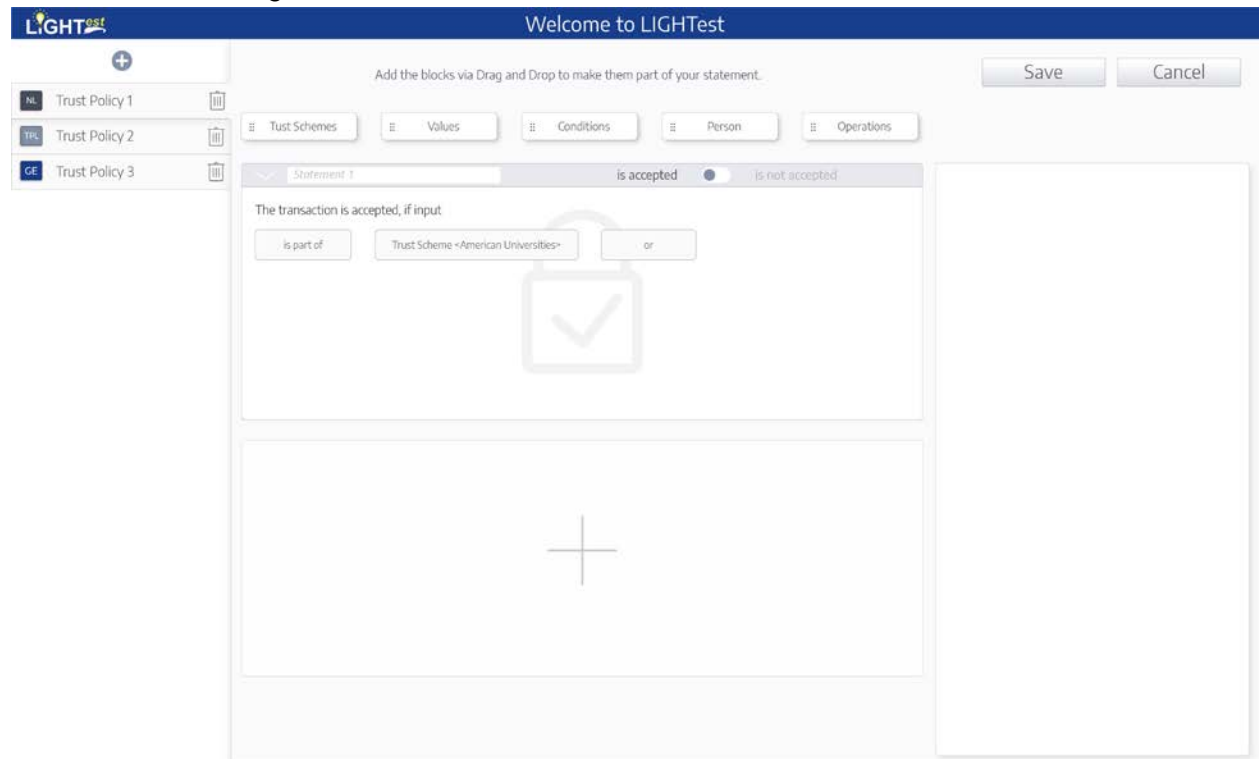 LiGHTest
Welcome to LIGHTest
Add the blocks via Drag and Drop to make them part of your statement.
Save
Cancel
NL Trust Policy 1
TPL Trust Policy 2
GE Trust Policy 3
Tust Schemes
Values
Conditions
Person
Operations
Statement 1
is accepted
is not accepted
The transaction is accepted, if input
is part of
Trust Scheme <American Universities>
or